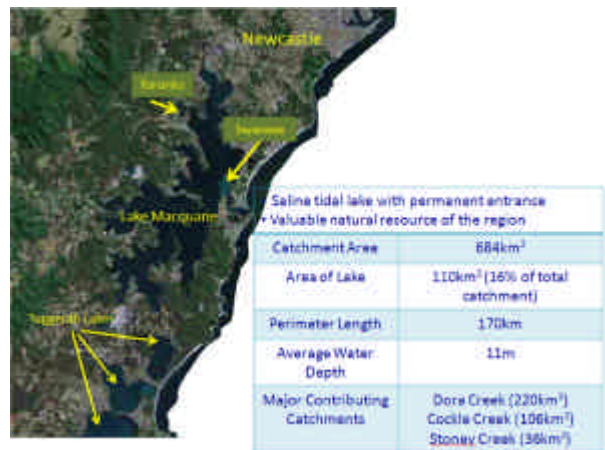 Newcastle
Toronto
Swansea
Lake Macquarie
Tuggerah Lakes
Saline tidal lake with permanent entrance
• Valuable natural resource of the region
Catchment Area
684km²
Area of Lake
110km² (16% of total
catchment)
Perimeter Length
170km
Average Water
Depth
11m
Major Contributing
Catchments
Dora Creek (220km²)
Cockle Creek (106km²)
Stoney Creek (36km²)